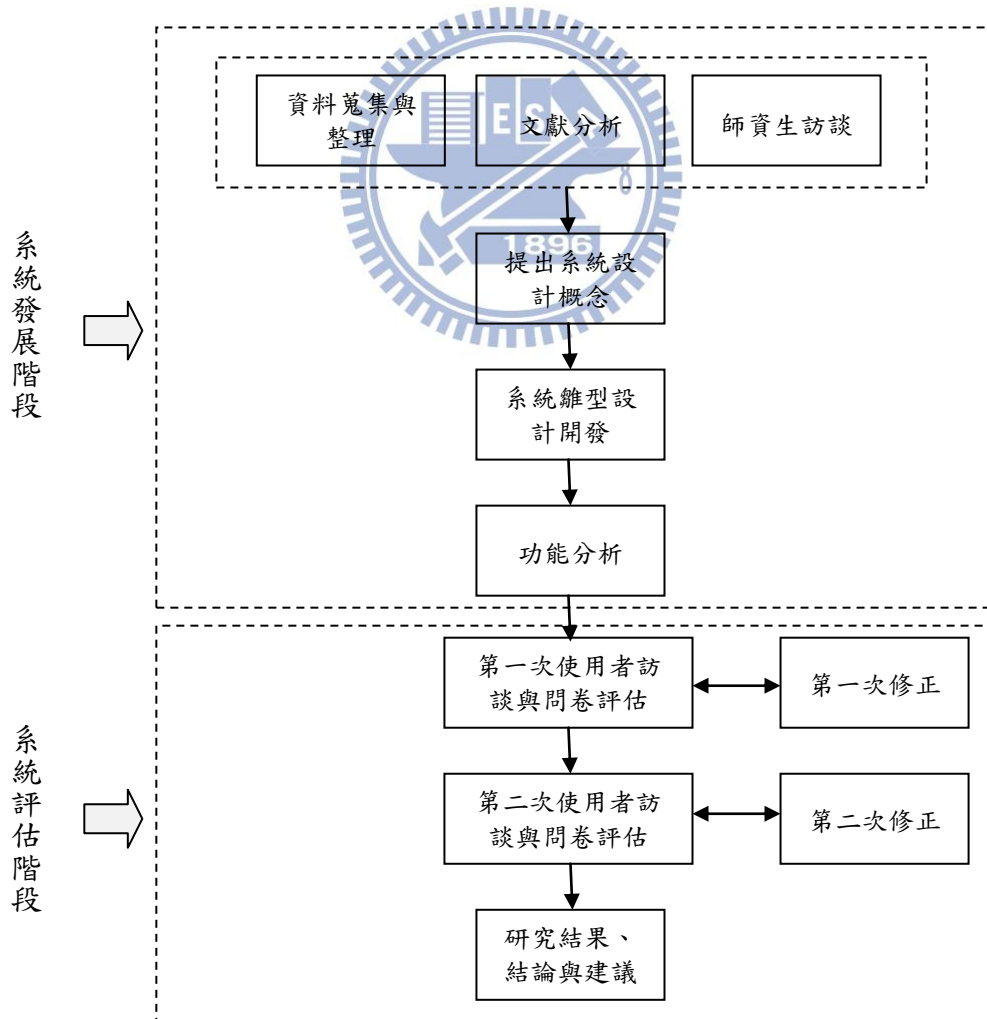 資料蒐集與
整理
文獻分析
師資生訪談
ES
1896
提出系統設
計概念
系統雛型設
計開發
功能分析
系統發展階段
第一次使用者訪
談與問卷評估
第一次修正
第二次使用者訪
談與問卷評估
第二次修正
研究結果、
結論與建議
系統評估階段